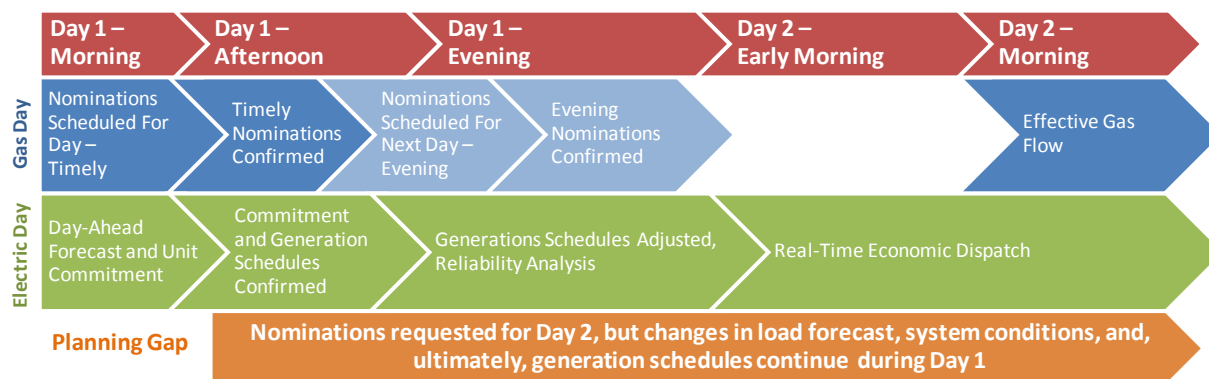 Day 1 –
Morning
Day 1 –
Afternoon
Day 1 –
Evening
Day 2 –
Early Morning
Day 2 –
Morning
Gas Day
Nominations
Scheduled For
Day –
Timely
Timely
Nominations
Confirmed
Nominations
Scheduled For
Next Day –
Evening
Evening
Nominations
Confirmed
Effective Gas
Flow
Electric Day
Day-Ahead
Forecast and Unit
Commitment
Commitment
and Generation
Schedules
Confirmed
Generations Schedules Adjusted,
Reliability Analysis
Real-Time Economic Dispatch
Planning Gap
Nominations requested for Day 2, but changes in load forecast, system conditions, and,
ultimately, generation schedules continue during Day 1